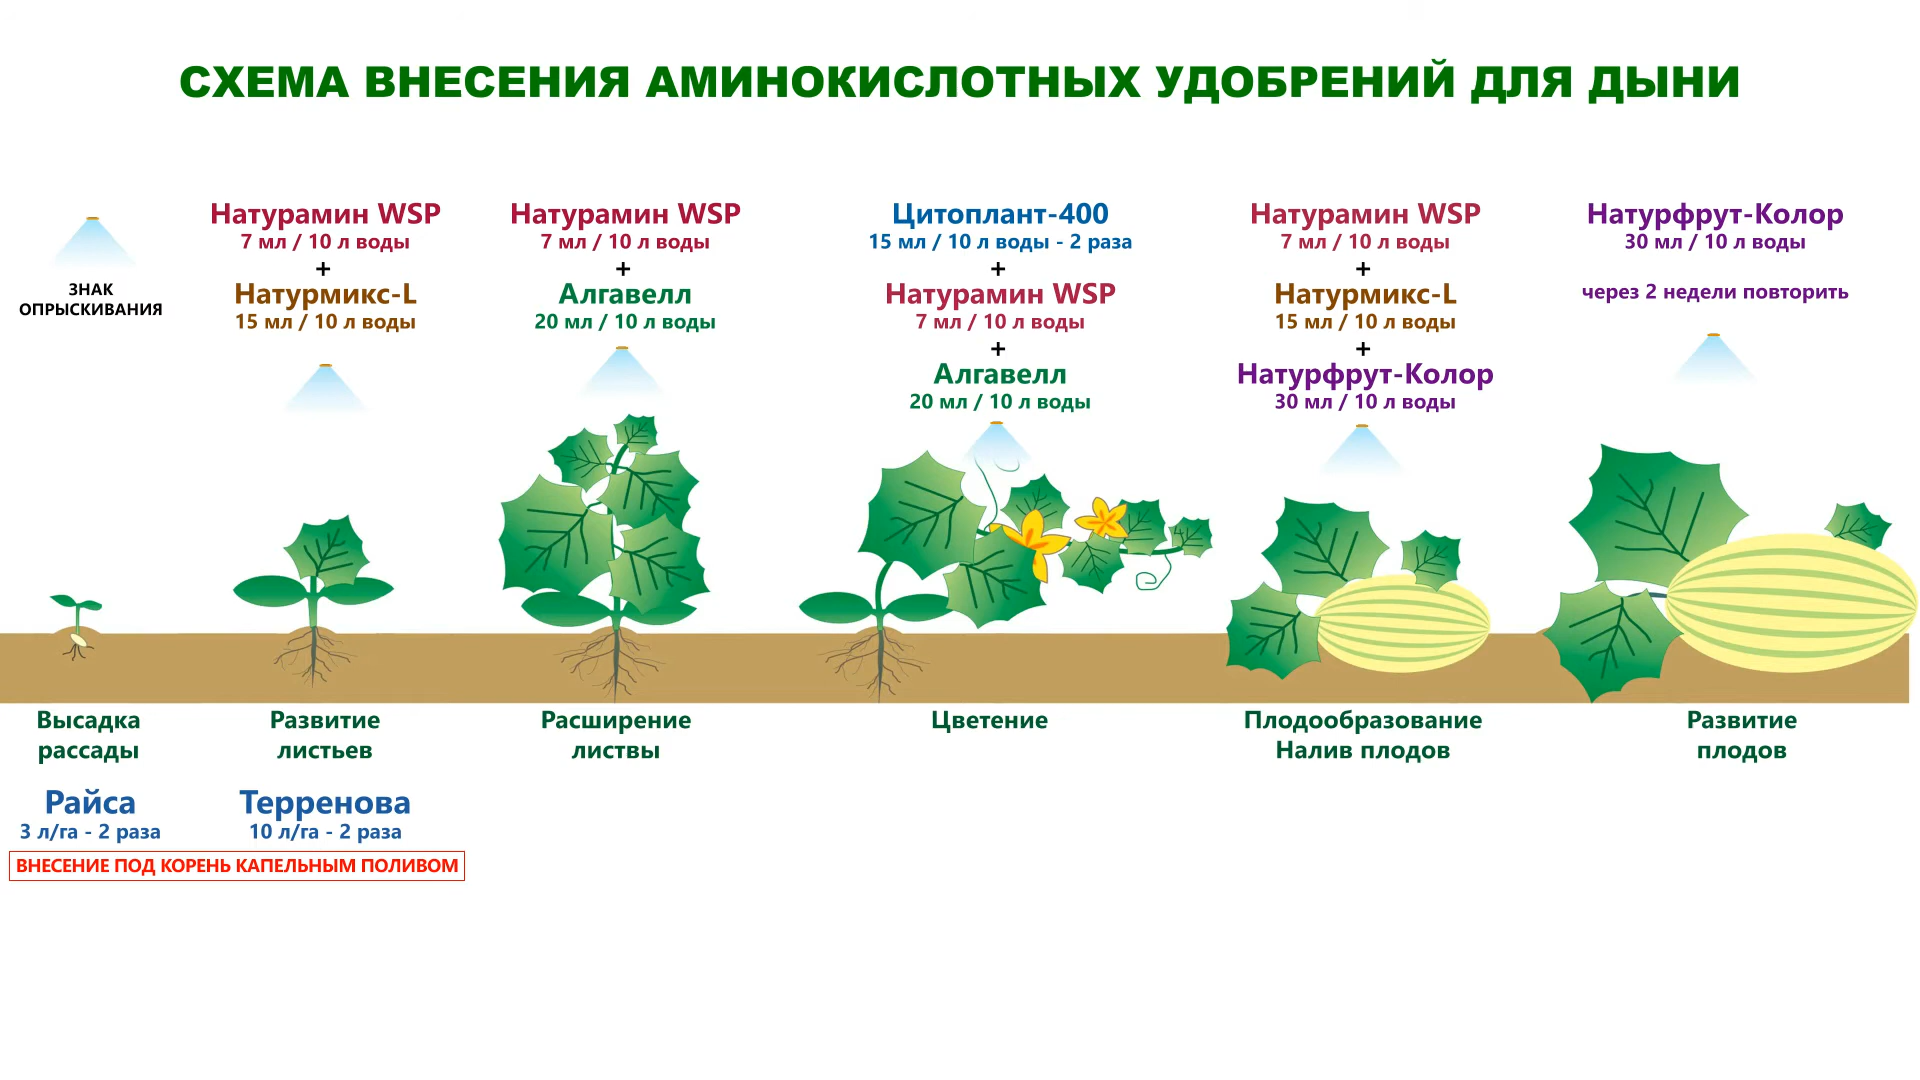 СХЕМА ВНЕСЕНИЯ АМИНОКИСЛОТНЫХ УДОБРЕНИЙ ДЛЯ ДЫНИ
ЗНАК
ОПРЫСКИВАНИЯ
Натурамин WSP
7 мл / 10 л воды
+
Натурмикс-L
15 мл / 10 л воды
Натурамин WSP
7 мл / 10 л воды
+
Алгавелл
20 мл / 10 л воды
Цитоплант-400
15 мл / 10 л воды - 2 раза
+
Натурамин WSP
7 мл / 10 л воды
+
Алгавелл
20 мл / 10 л воды
Натурамин WSP
7 мл / 10 л воды
+
Натурмикс-L
15 мл / 10 л воды
+
Натурфрут-Колор
30 мл / 10 л воды
Натурфрут-Колор
30 мл / 10 л воды
через 2 недели повторить
Высадка
рассады
Развитие
листьев
Расширение
листвы
Цветение
Плодообразование
Налив плодов
Развитие
плодов
Райса
3 л/га - 2 раза
Терренова
10 л/га - 2 раза
ВНЕСЕНИЕ ПОД КОРЕНЬ КАПЕЛЬНЫМ ПОЛИВОМ